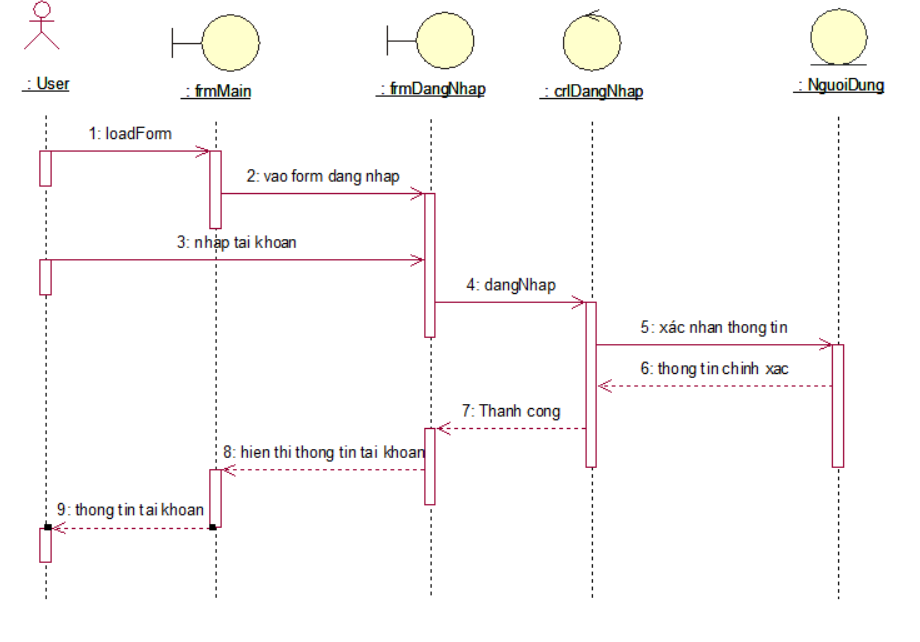 : User
: frmMain
: frmDangNhap
: crlDangNhap
: NguoiDung
1: loadForm
2: vao form dang nhap
3: nhap tai khoan
4: dangNhap
5: xác nhan thong tin
6: thong tin chinh xac
7: Thanh cong
8: hien thi thong tin tai khoan
9: thong tin tai khoan